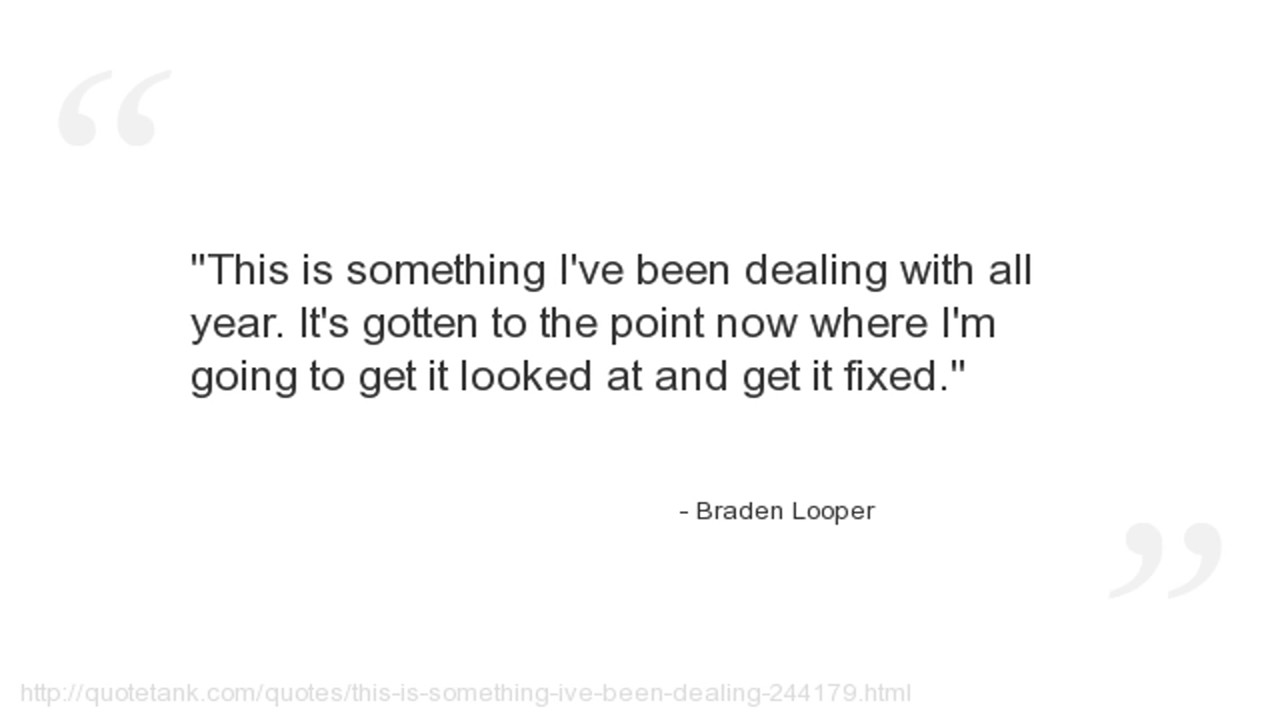 "This is something I've been dealing with all
year. It's gotten to the point now where I'm
going to get it looked at and get it fixed."
- Braden Looper
http://quotetank.com/quotes/this-is-something-ive-been-dealing-244179.html